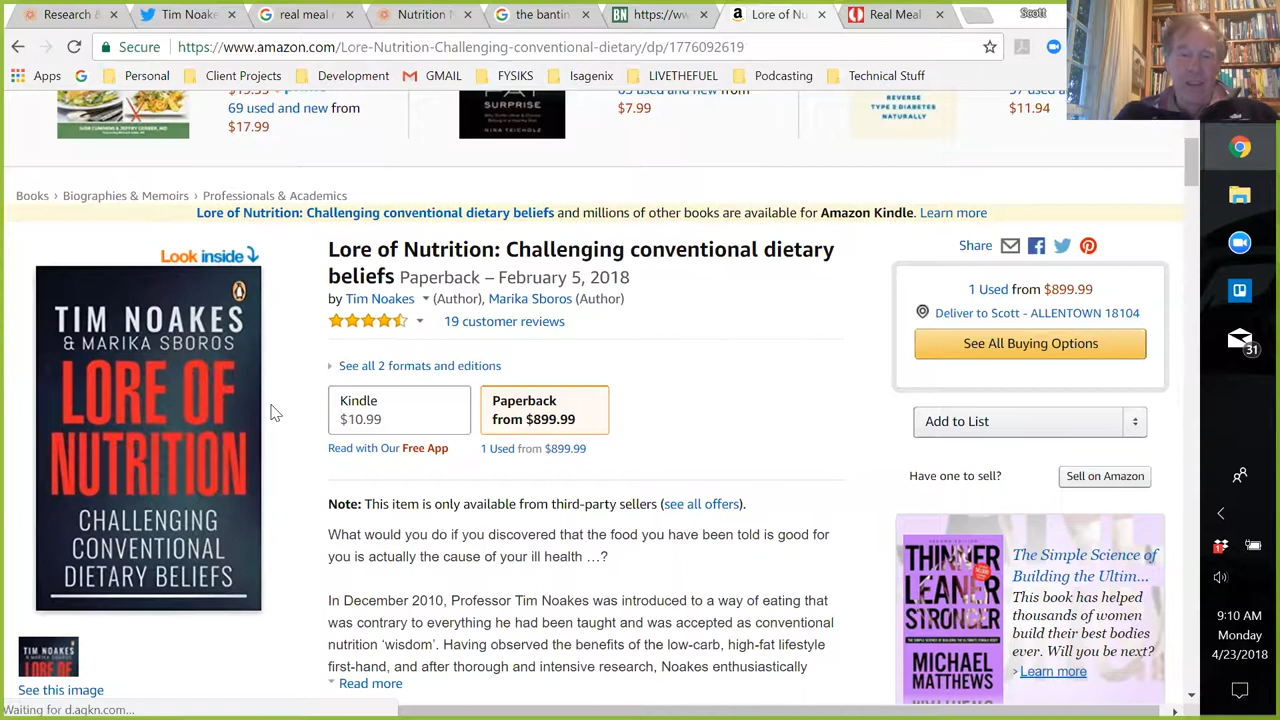 Research &
Tim Noake
real meal r
Nutrition N
the bantin
https://ww
Lore of Nu
Real Meal
Scott
Secure
https://www.amazon.com/Lore-Nutrition-Challenging-conventional-dietary/dp/1776092619
Apps
Personal
Client Projects
Development
GMAIL
FYSIKS
Isagenix
LIVETHEFUEL
Podcasting
Technical Stuff
69 used and new from
$17.99
SURPRISE
NINA TEICHOLZ
$7.99
REVERSE
TYPE 2 DIABETES
NATURALLY
$11.94
Books › Biographies & Memoirs › Professionals & Academics
Lore of Nutrition: Challenging conventional dietary beliefs and millions of other books are available for Amazon Kindle. Learn more
Look inside
TIM NOAKES
& MARIKA SBOROS
LORE OF
NUTRITION
CHALLENGING
CONVENTIONAL
DIETARY BELIEFS
TIM NOAKES
LORE OF
See this image
Lore of Nutrition: Challenging conventional dietary
beliefs Paperback – February 5, 2018
by Tim Noakes (Author), Marika Sboros (Author)
19 customer reviews
See all 2 formats and editions
Kindle
$10.99
Paperback
from $899.99
Read with Our Free App
1 Used from $899.99
Note: This item is only available from third-party sellers (see all offers).
What would you do if you discovered that the food you have been told is good for
you is actually the cause of your ill health …?
In December 2010, Professor Tim Noakes was introduced to a way of eating that
was contrary to everything he had been taught and was accepted as conventional
nutrition ‘wisdom’. Having observed the benefits of the low-carb, high-fat lifestyle
first-hand, and after thorough and intensive research, Noakes enthusiastically
Read more
Share
1 Used from $899.99
Deliver to Scott - ALLENTOWN 18104
See All Buying Options
Add to List
Have one to sell?
Sell on Amazon
THINNER
LEANER
STRONGER
MICHAEL
MATTHEWS
The Simple Science of
Building the Ultim...
This book has helped
thousands of women
build their best bodies
ever. Will you be next?
› Learn more
Waiting for d.agkn.com...
31
9:10 AM
Monday
4/23/2018